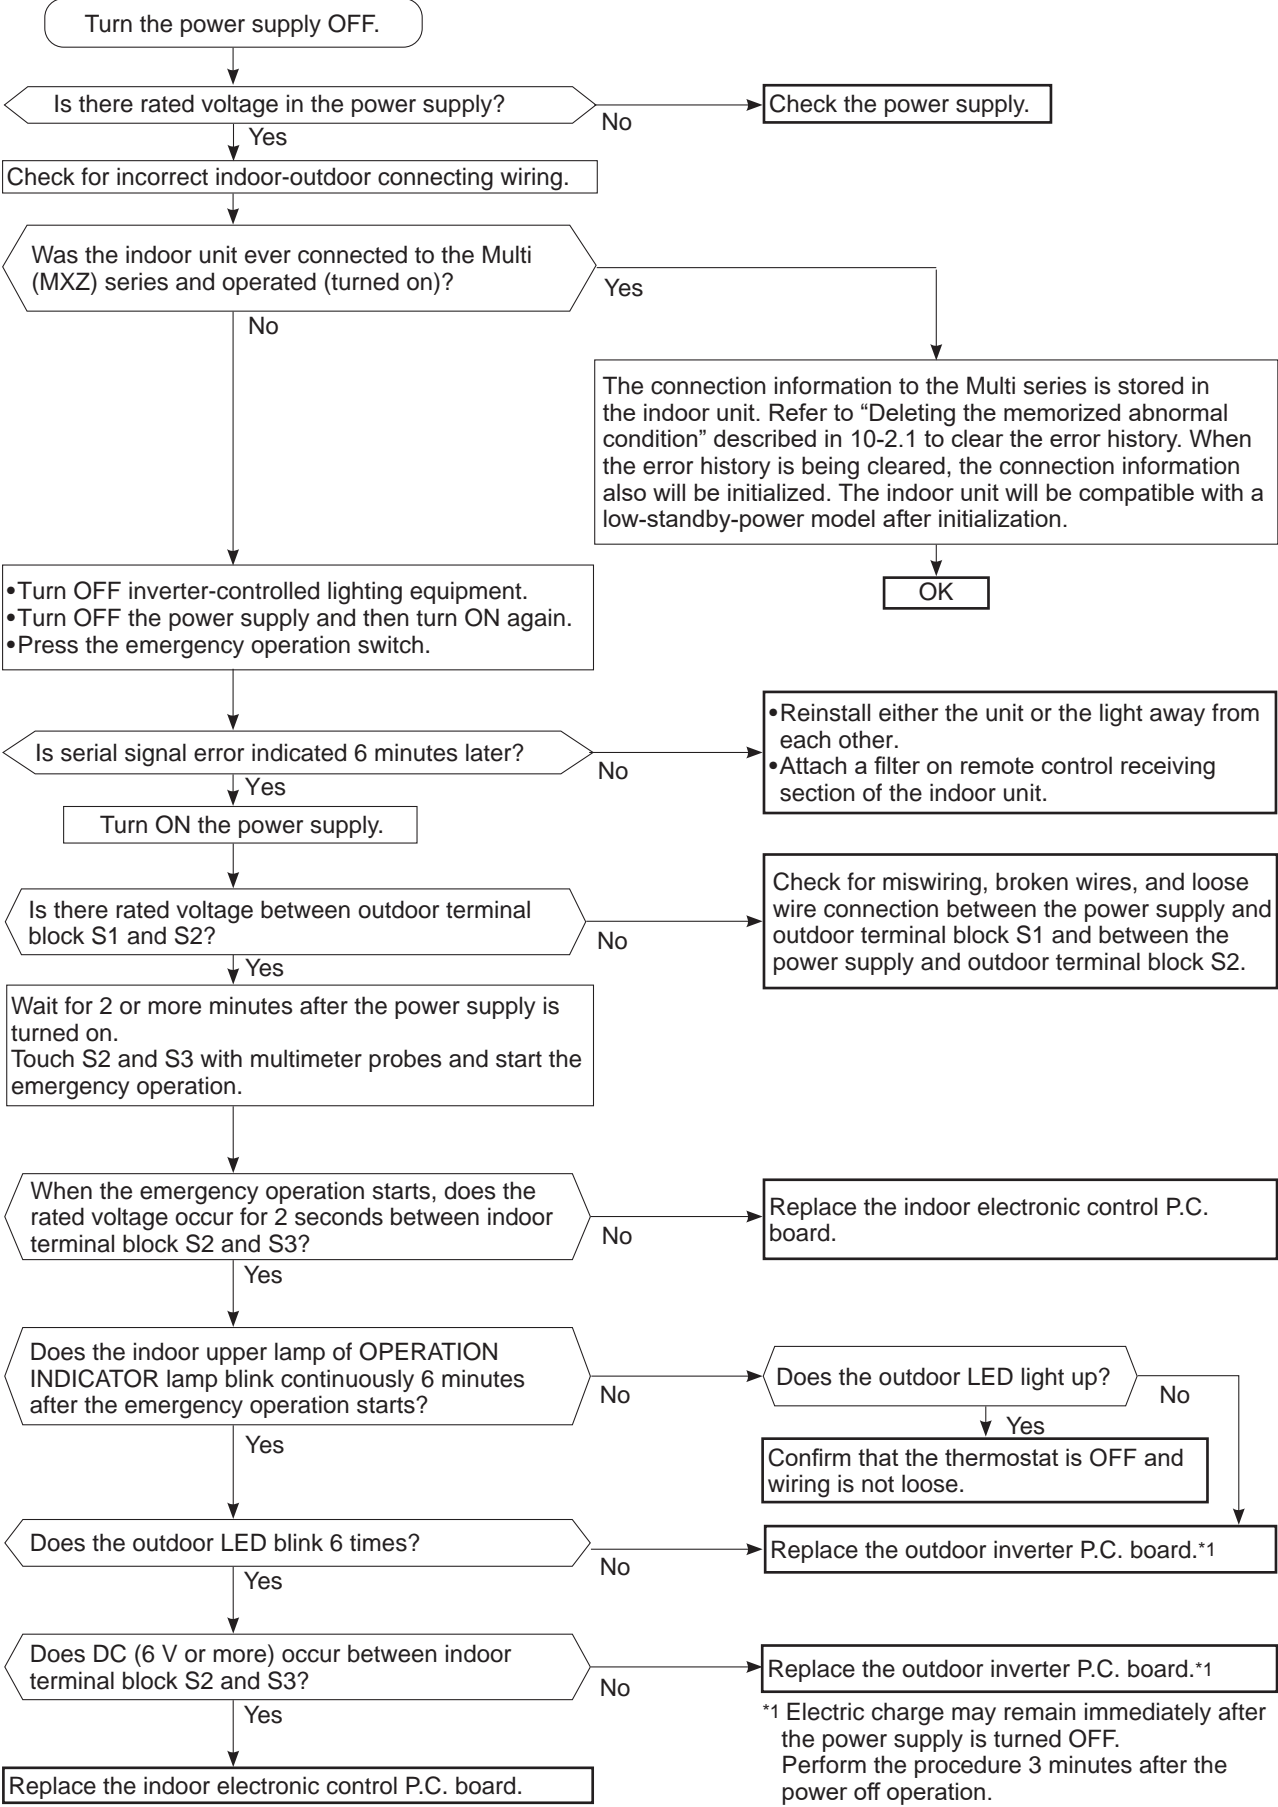 Turn the power supply OFF.
Is there rated voltage in the power supply?
No
Check the power supply.
Yes
Check for incorrect indoor-outdoor connecting wiring.
Was the indoor unit ever connected to the Multi
(MXZ) series and operated (turned on)?
Yes
No
The connection information to the Multi series is stored in
the indoor unit. Refer to “Deleting the memorized abnormal
condition” described in 10-2.1 to clear the error history. When
the error history is being cleared, the connection information
also will be initialized. The indoor unit will be compatible with a
low-standby-power model after initialization.
OK
•Turn OFF inverter-controlled lighting equipment.
•Turn OFF the power supply and then turn ON again.
•Press the emergency operation switch.
Is serial signal error indicated 6 minutes later?
No
•Reinstall either the unit or the light away from
each other.
•Attach a filter on remote control receiving
section of the indoor unit.
Yes
Turn ON the power supply.
Is there rated voltage between outdoor terminal
block S1 and S2?
No
Check for miswiring, broken wires, and loose
wire connection between the power supply and
outdoor terminal block S1 and between the
power supply and outdoor terminal block S2.
Yes
Wait for 2 or more minutes after the power supply is
turned on.
Touch S2 and S3 with multimeter probes and start the
emergency operation.
When the emergency operation starts, does the
rated voltage occur for 2 seconds between indoor
terminal block S2 and S3?
No
Replace the indoor electronic control P.C.
board.
Yes
Does the indoor upper lamp of OPERATION
INDICATOR lamp blink continuously 6 minutes
after the emergency operation starts?
No
Does the outdoor LED light up?
No
Yes
Confirm that the thermostat is OFF and
wiring is not loose.
Yes
Does the outdoor LED blink 6 times?
No
Replace the outdoor inverter P.C. board.*1
Yes
Does DC (6 V or more) occur between indoor
terminal block S2 and S3?
No
Replace the outdoor inverter P.C. board.*1
Yes
Replace the indoor electronic control P.C. board.
*1 Electric charge may remain immediately after
the power supply is turned OFF.
Perform the procedure 3 minutes after the
power off operation.